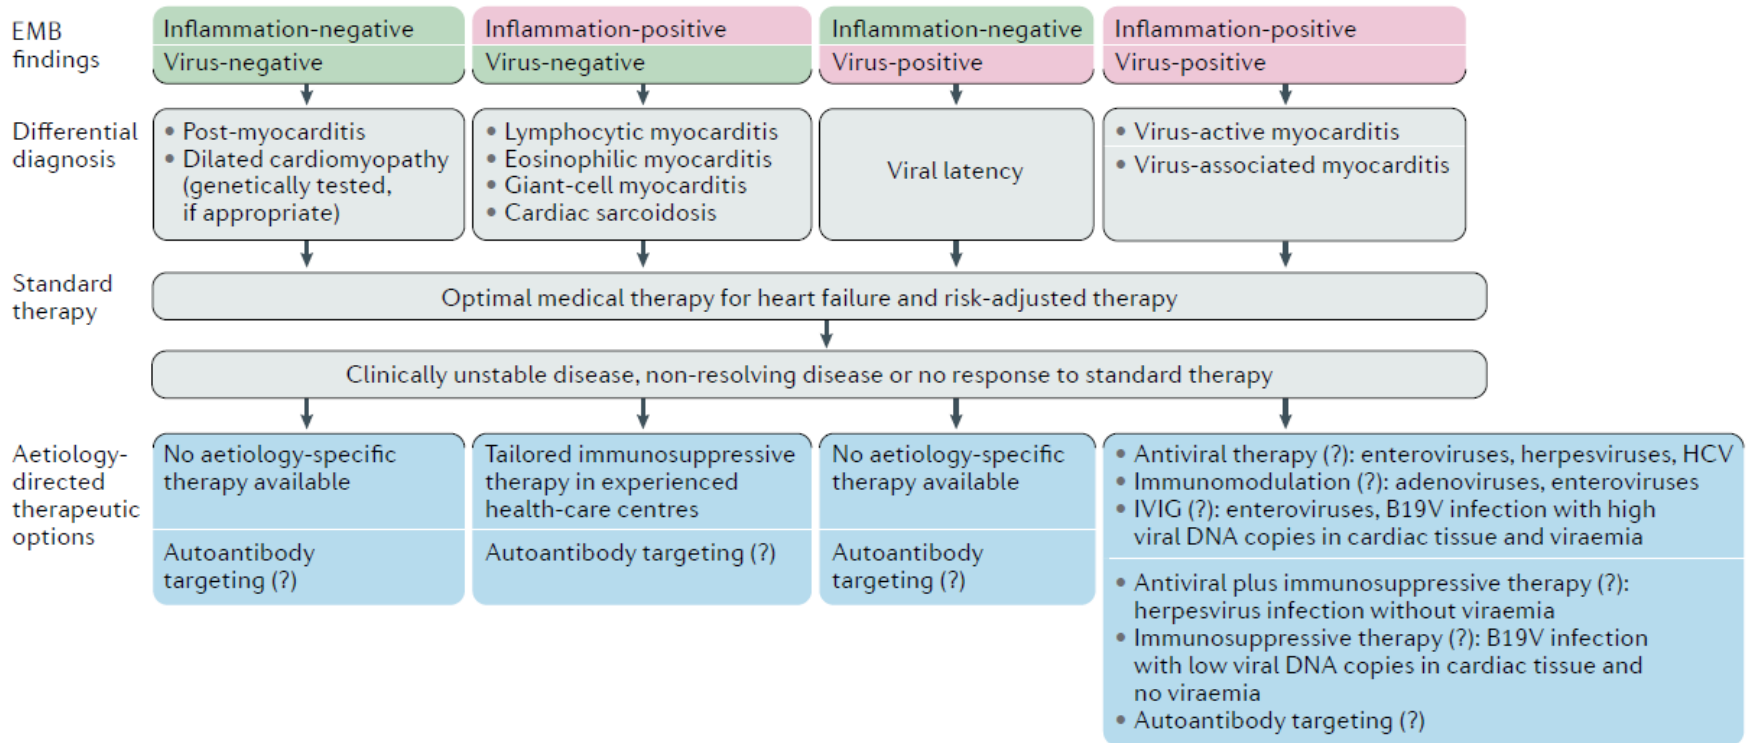 EMB
findings
Inflammation-negative
Virus-negative
Inflammation-positive
Virus-negative
Inflammation-negative
Virus-positive
Inflammation-positive
Virus-positive
Differential
diagnosis
• Post-myocarditis
• Dilated cardiomyopathy
(genetically tested,
if appropriate)
• Lymphocytic myocarditis
• Eosinophilic myocarditis
• Giant-cell myocarditis
• Cardiac sarcoidosis
Viral latency
• Virus-active myocarditis
• Virus-associated myocarditis
Standard
therapy
Optimal medical therapy for heart failure and risk-adjusted therapy
Clinically unstable disease, non-resolving disease or no response to standard therapy
Aetiology-
directed
therapeutic
options
No aetiology-specific
therapy available
Autoantibody
targeting (?)
Tailored immunosuppressive
therapy in experienced
health-care centres
Autoantibody targeting (?)
No aetiology-specific
therapy available
Autoantibody
targeting (?)
• Antiviral therapy (?): enteroviruses, herpesviruses, HCV
• Immunomodulation (?): adenoviruses, enteroviruses
• IVIG (?): enteroviruses, B19V infection with high
viral DNA copies in cardiac tissue and viraemia
• Antiviral plus immunosuppressive therapy (?):
herpesvirus infection without viraemia
• Immunosuppressive therapy (?): B19V infection
with low viral DNA copies in cardiac tissue and
no viraemia
• Autoantibody targeting (?)